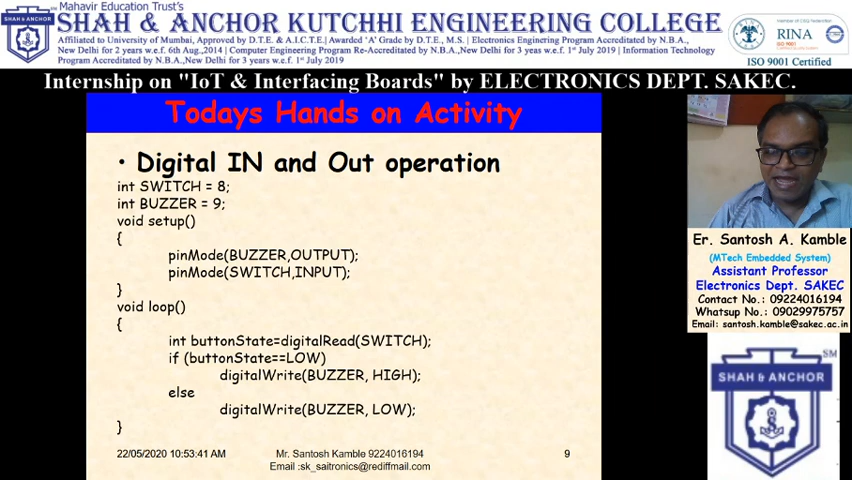 Mahavir Education Trust's
SHAH & ANCHOR KUTCHHI ENGINEERING COLLEGE
Affiliated to University of Mumbai, Approved by D.T.E. & A.I.C.T.E.| Awarded 'A' Grade by D.T.E., M.S. | Electronics Engineering Program Accredited by N.B.A.,
New Delhi for 2 years w.e.f. 6th Aug.,2014 | Computer Engineering Program Re-Accredited by N.B.A.,New Delhi for 3 yeas w.e.f. 1st July 2019 | Information Technology
Program Accredited by N.B.A.,New Delhi for 3 years w.e.f. 1st July 2019
RINA
ISO 9001 Certified
Internship on "IoT & Interfacing Boards" by ELECTRONICS DEPT. SAKEC.
Todays Hands on Activity
• Digital IN and Out operation
int SWITCH = 8;
int BUZZER = 9;
void setup()
{
pinMode(BUZZER,OUTPUT);
pinMode(SWITCH,INPUT);
}
void loop()
{
int buttonState=digitalRead(SWITCH);
if (buttonState==LOW)
digitalWrite(BUZZER, HIGH);
else
digitalWrite(BUZZER, LOW);
}
22/05/2020 10:53:41 AM
Mr. Santosh Kamble 9224016194
Email :sk_saitronics@rediffmail.com
9
Er. Santosh A. Kamble
(MTech Embedded System)
Assistant Professor
Electronics Dept. SAKEC
Contact No.: 09224016194
Whatsup No.: 09029975757
Email: santosh.kamble@sakec.ac.in
SM
SHAH & ANCHOR